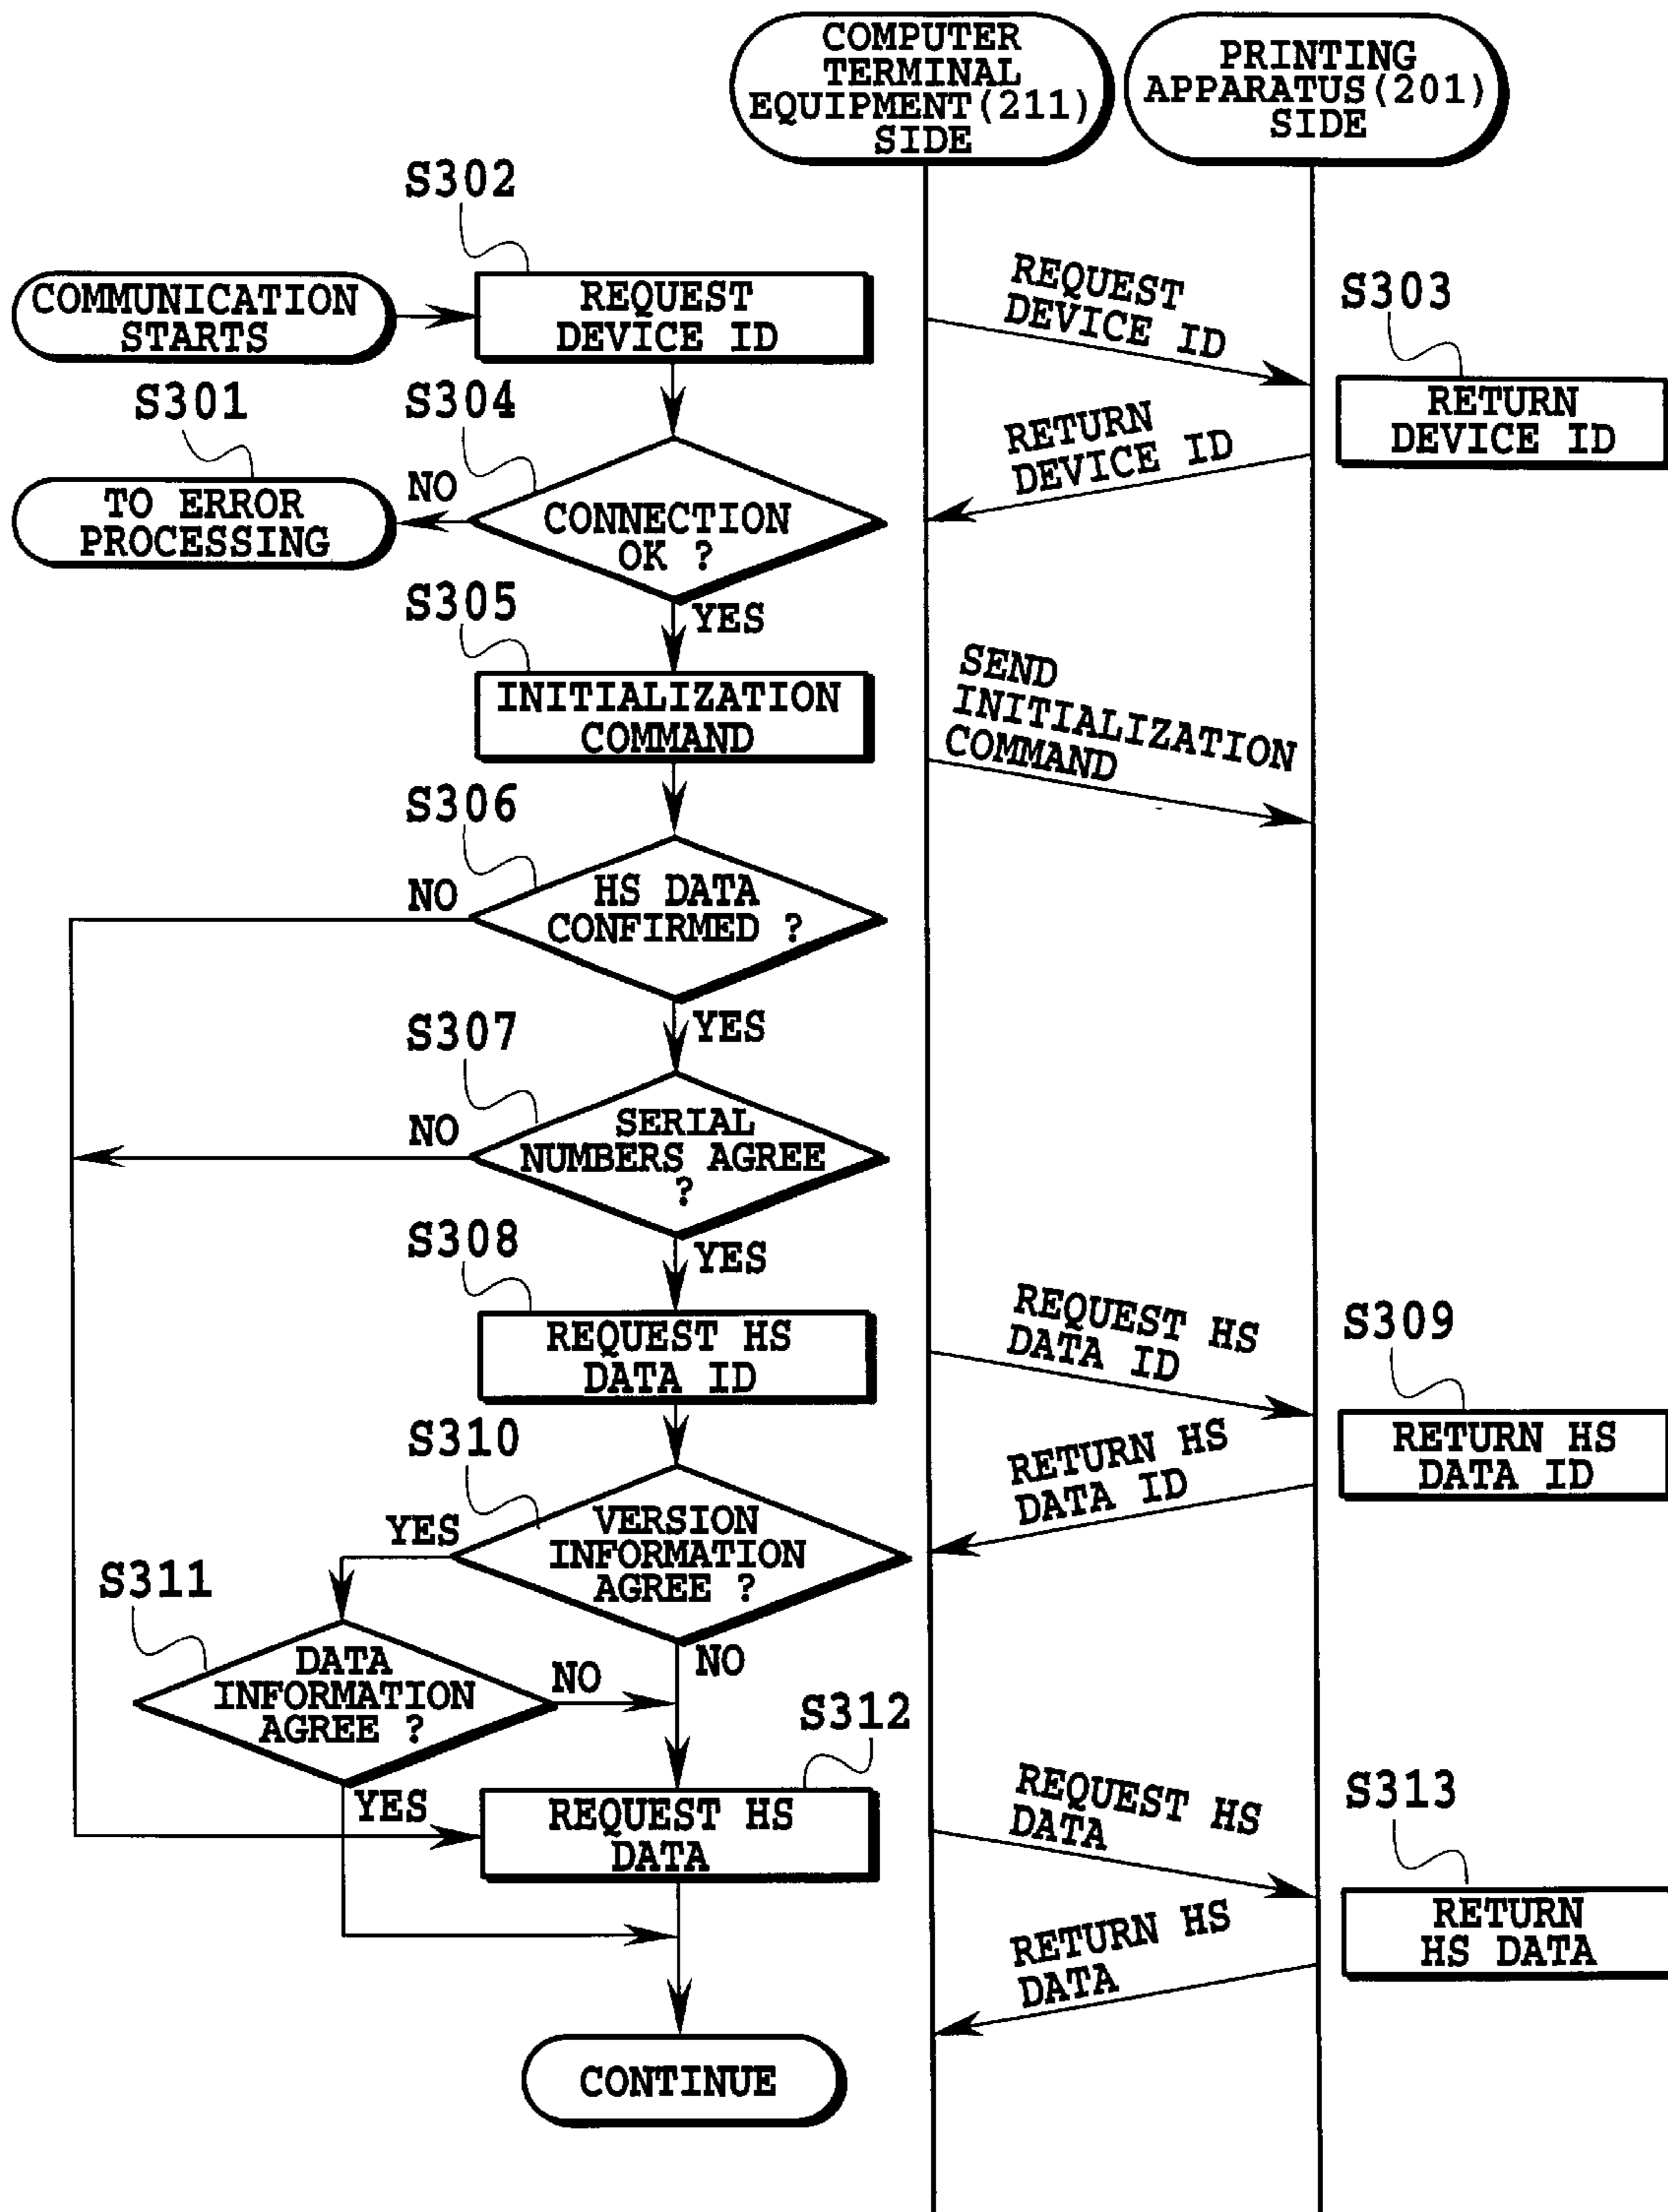 COMPUTER
TERMINAL
EQUIPMENT(211)
SIDE
PRINTING
APPARATUS(201)
SIDE
S302
COMMUNICATION
STARTS
REQUEST
DEVICE ID
REQUEST
DEVICE ID
S303
RETURN
DEVICE ID
S301
S304
RETURN
DEVICE ID
TO ERROR
PROCESSING
NO
CONNECTION
OK ?
YES
S305
INITIALIZATION
COMMAND
SEND
INITIALIZATION
COMMAND
S306
NO
HS DATA
CONFIRMED ?
YES
S307
NO
SERIAL
NUMBERS AGREE
?
YES
S308
REQUEST HS
DATA ID
REQUEST HS
DATA ID
S309
RETURN HS
DATA ID
S310
RETURN HS
DATA ID
YES
VERSION
INFORMATION
AGREE ?
NO
S311
DATA
INFORMATION
AGREE ?
NO
YES
S312
REQUEST HS
DATA
REQUEST HS
DATA
S313
RETURN
HS DATA
RETURN HS
DATA
CONTINUE